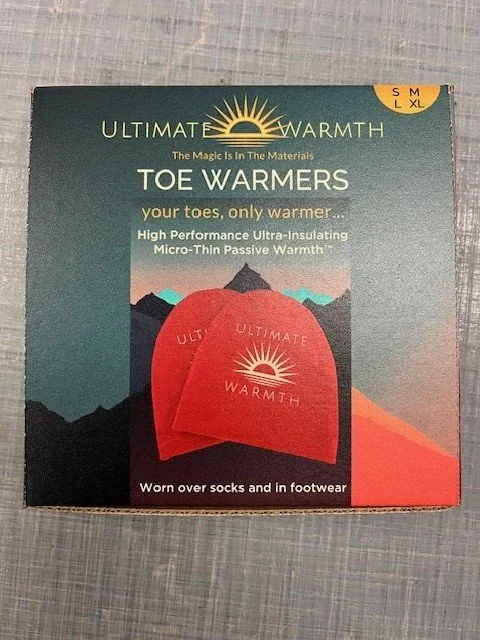 S M
L XL
ULTIMATE WARMTH
The Magic Is In The Materials
TOE WARMERS
your toes, only warmer...
High Performance Ultra-Insulating
Micro-Thin Passive Warmth™
ULTI
ULTIMATE
WARMTH
Worn over socks and in footwear